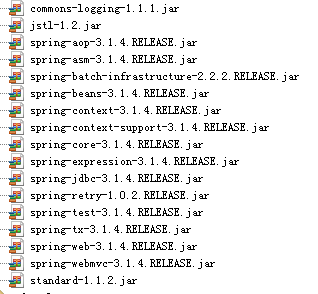 commons-logging-1.1.1.jar
jstl-1.2.jar
spring-aop-3.1.4.RELEASE.jar
spring-asm-3.1.4.RELEASE.jar
spring-batch-infrastructure-2.2.2.RELEASE.jar
spring-beans-3.1.4.RELEASE.jar
spring-context-3.1.4.RELEASE.jar
spring-context-support-3.1.4.RELEASE.jar
spring-core-3.1.4.RELEASE.jar
spring-expression-3.1.4.RELEASE.jar
spring-jdbc-3.1.4.RELEASE.jar
spring-retry-1.0.2.RELEASE.jar
spring-test-3.1.4.RELEASE.jar
spring-tx-3.1.4.RELEASE.jar
spring-web-3.1.4.RELEASE.jar
spring-webmvc-3.1.4.RELEASE.jar
standard-1.1.2.jar